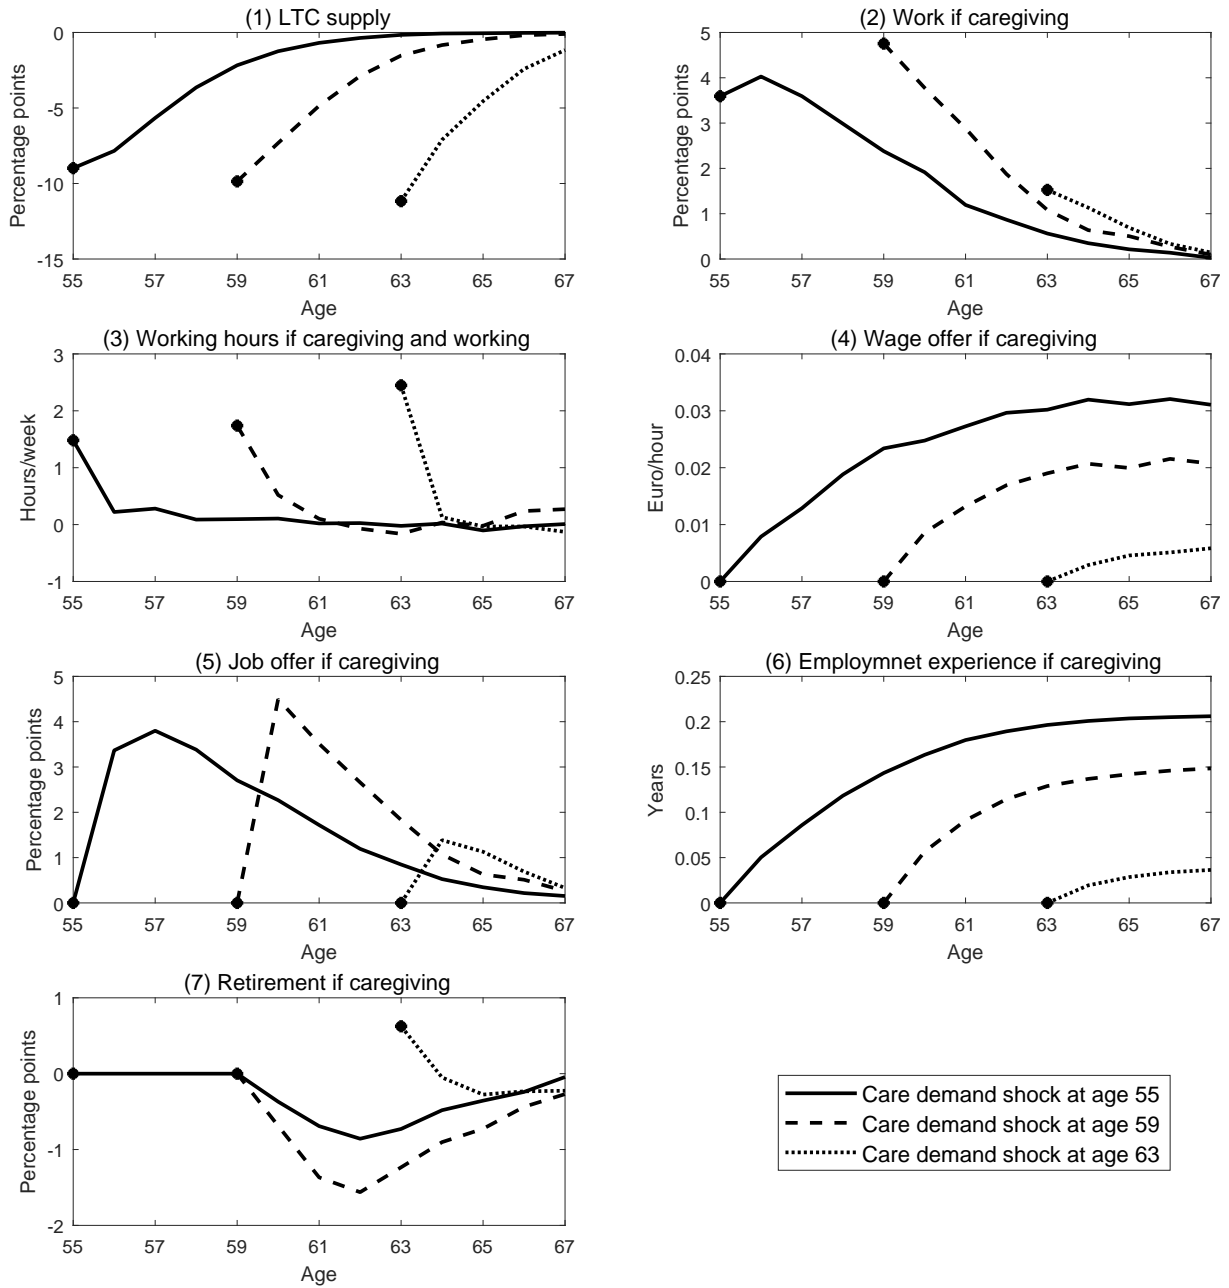 (1) LTC supply
0
-5
-10
-15
Percentage points
55 57 59 61 63 65 67
Age
(2) Work if caregiving
5
4
3
2
1
0
Percentage points
55 57 59 61 63 65 67
Age
(3) Working hours if caregiving and working
3
2
1
0
-1
Hours/week
55 57 59 61 63 65 67
Age
(4) Wage offer if caregiving
0.04
0.03
0.02
0.01
0
Euro/hour
55 57 59 61 63 65 67
Age
(5) Job offer if caregiving
5
4
3
2
1
0
Percentage points
55 57 59 61 63 65 67
Age
(6) Employmnet experience if caregiving
0.25
0.2
0.15
0.1
0.05
0
Years
55 57 59 61 63 65 67
Age
(7) Retirement if caregiving
1
0
-1
-2
Percentage points
55 57 59 61 63 65 67
Age
Care demand shock at age 55
Care demand shock at age 59
Care demand shock at age 63